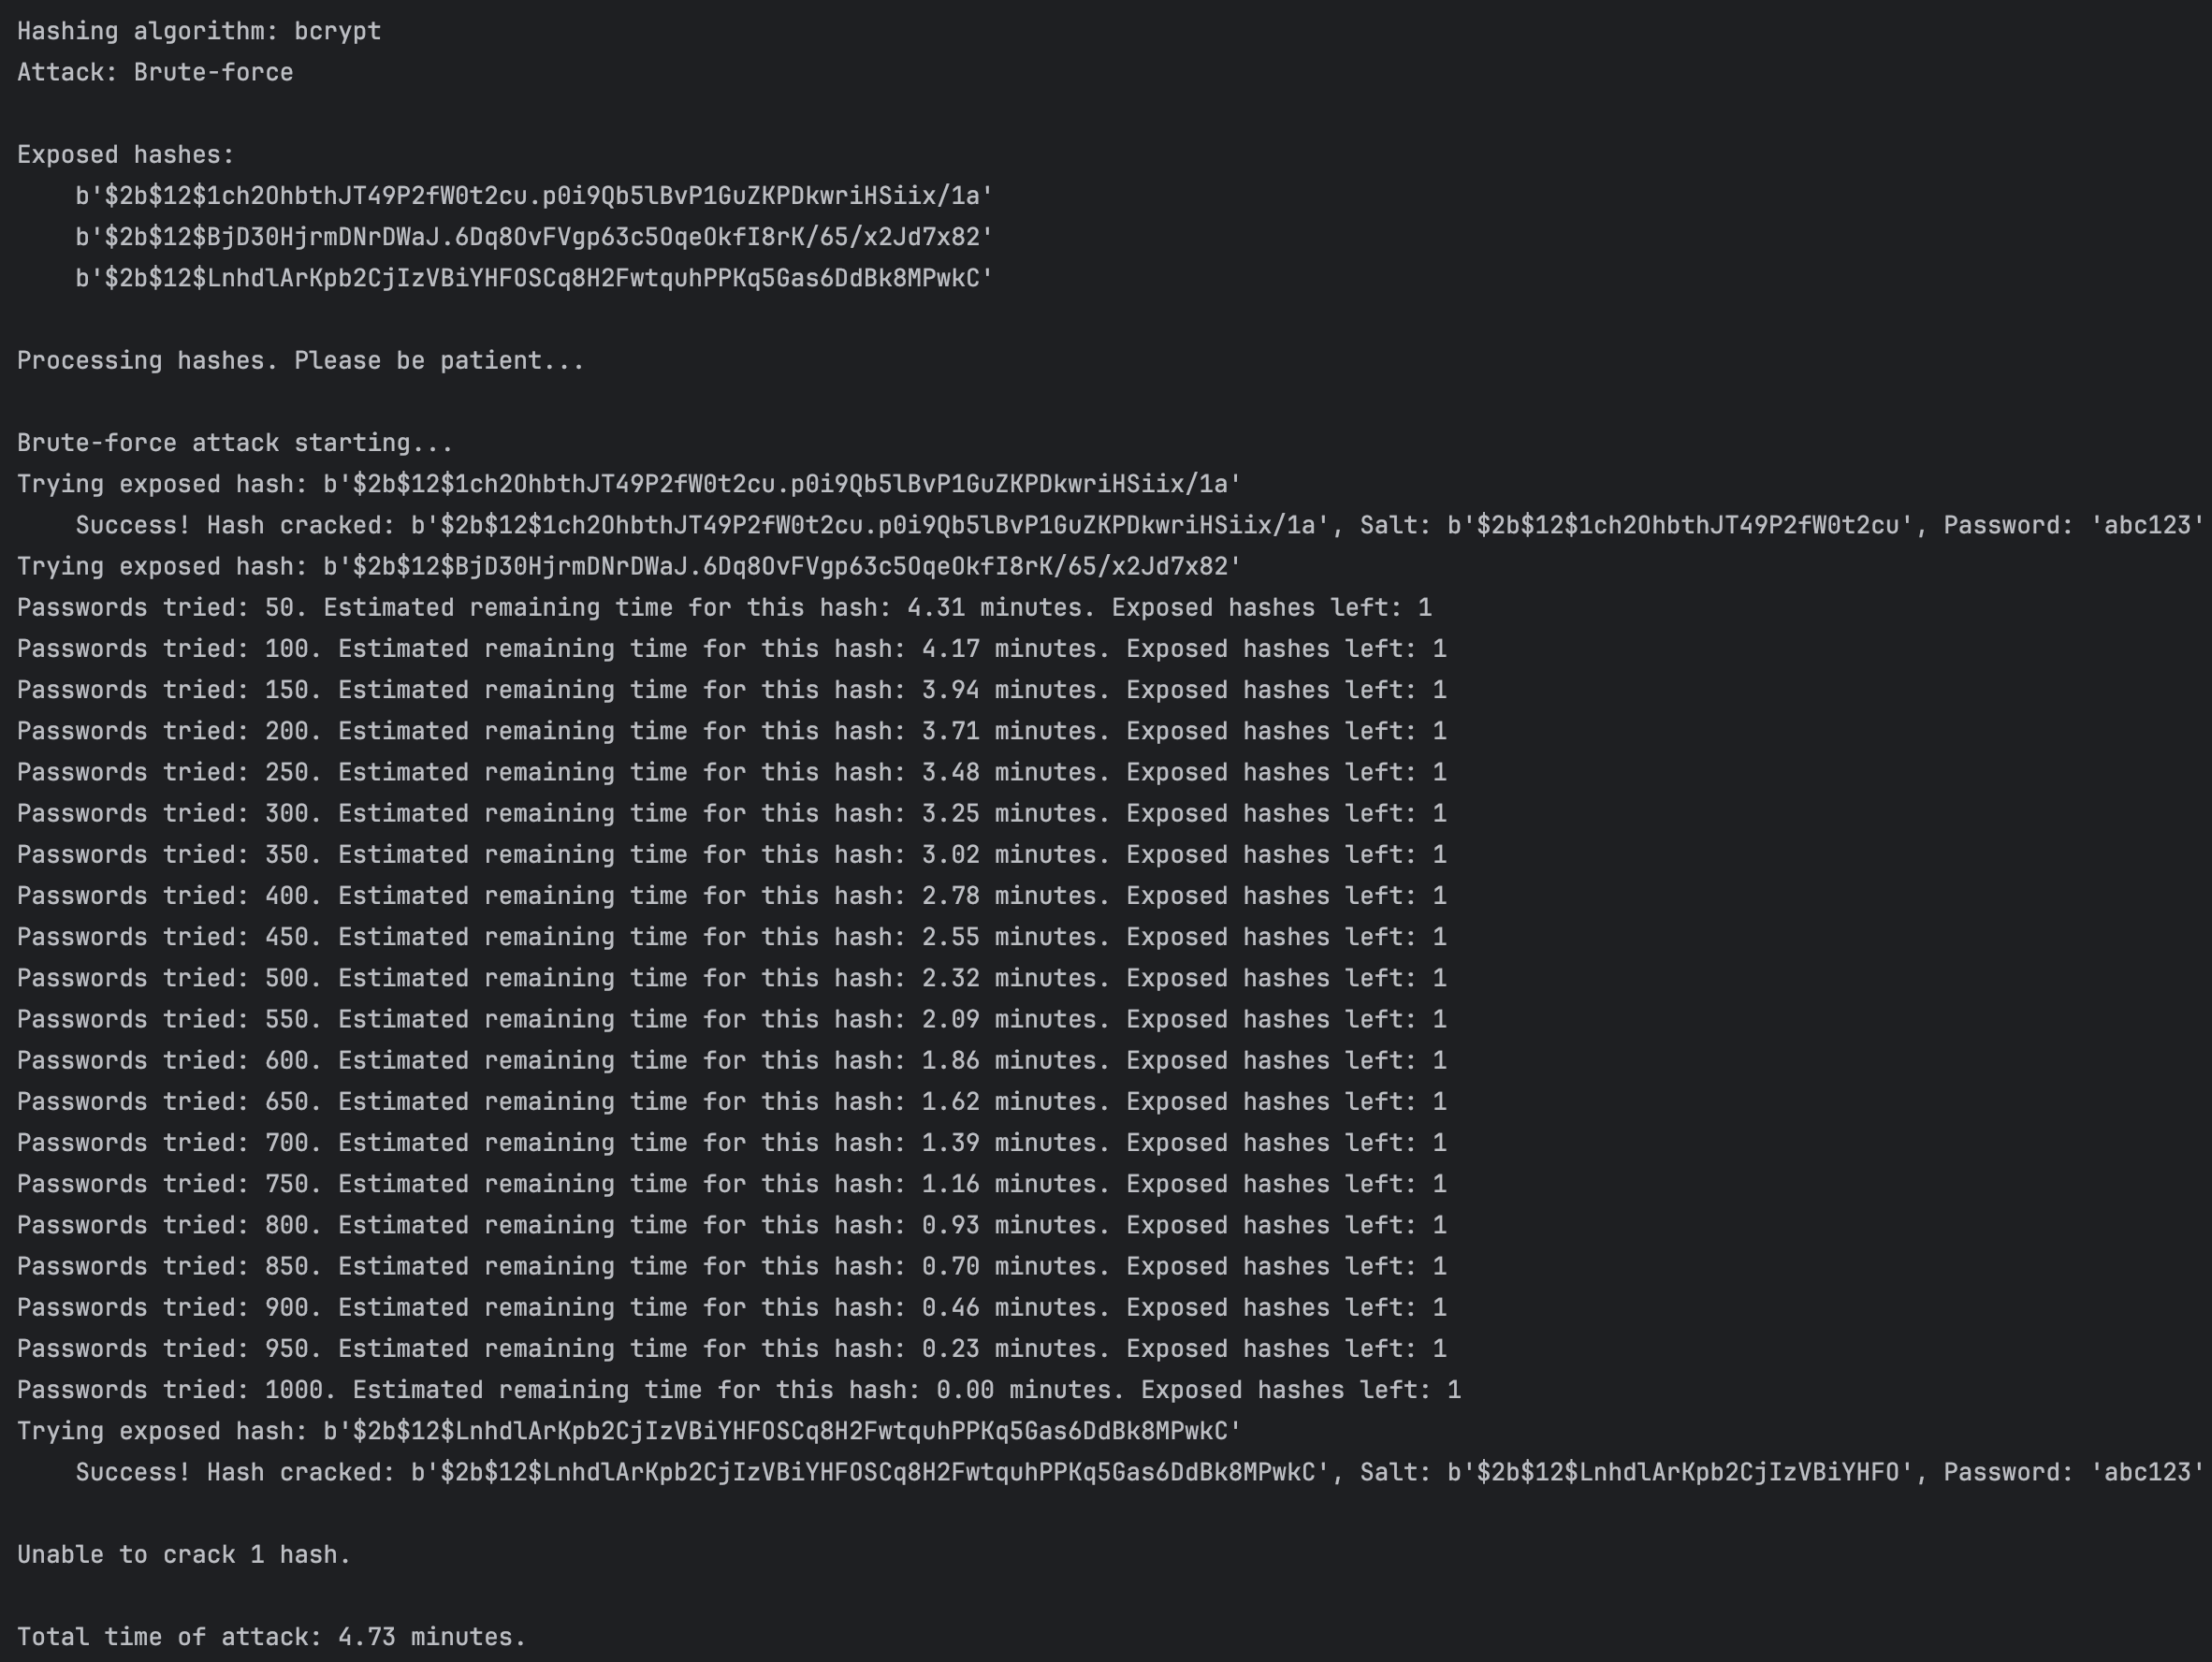 Hashing algorithm: bcrypt
Attack: Brute-force
Exposed hashes:
b'$2b$12$1ch2OhbthJT49P2fW0t2cu.p0i9Qb5lBvP1GuZKPDkwriHSiix/1a'
b'$2b$12$BjD30HjrmDNrDWaJ.6Dq8OvFVgp63c5OqeOkfI8rK/65/x2Jd7x82'
b'$2b$12$LnhdlArKpb2CjIzVBiYHFOSCq8H2FwtquhPPKq5Gas6DdBk8MPwkC'
Processing hashes. Please be patient...
Brute-force attack starting...
Trying exposed hash: b'$2b$12$1ch2OhbthJT49P2fW0t2cu.p0i9Qb5lBvP1GuZKPDkwriHSiix/1a'
Success! Hash cracked: b'$2b$12$1ch2OhbthJT49P2fW0t2cu.p0i9Qb5lBvP1GuZKPDkwriHSiix/1a', Salt: b'$2b$12$1ch2OhbthJT49P2fW0t2cu', Password: 'abc123'
Trying exposed hash: b'$2b$12$BjD30HjrmDNrDWaJ.6Dq8OvFVgp63c5OqeOkfI8rK/65/x2Jd7x82'
Passwords tried: 50. Estimated remaining time for this hash: 4.31 minutes. Exposed hashes left: 1
Passwords tried: 100. Estimated remaining time for this hash: 4.17 minutes. Exposed hashes left: 1
Passwords tried: 150. Estimated remaining time for this hash: 3.94 minutes. Exposed hashes left: 1
Passwords tried: 200. Estimated remaining time for this hash: 3.71 minutes. Exposed hashes left: 1
Passwords tried: 250. Estimated remaining time for this hash: 3.48 minutes. Exposed hashes left: 1
Passwords tried: 300. Estimated remaining time for this hash: 3.25 minutes. Exposed hashes left: 1
Passwords tried: 350. Estimated remaining time for this hash: 3.02 minutes. Exposed hashes left: 1
Passwords tried: 400. Estimated remaining time for this hash: 2.78 minutes. Exposed hashes left: 1
Passwords tried: 450. Estimated remaining time for this hash: 2.55 minutes. Exposed hashes left: 1
Passwords tried: 500. Estimated remaining time for this hash: 2.32 minutes. Exposed hashes left: 1
Passwords tried: 550. Estimated remaining time for this hash: 2.09 minutes. Exposed hashes left: 1
Passwords tried: 600. Estimated remaining time for this hash: 1.86 minutes. Exposed hashes left: 1
Passwords tried: 650. Estimated remaining time for this hash: 1.62 minutes. Exposed hashes left: 1
Passwords tried: 700. Estimated remaining time for this hash: 1.39 minutes. Exposed hashes left: 1
Passwords tried: 750. Estimated remaining time for this hash: 1.16 minutes. Exposed hashes left: 1
Passwords tried: 800. Estimated remaining time for this hash: 0.93 minutes. Exposed hashes left: 1
Passwords tried: 850. Estimated remaining time for this hash: 0.70 minutes. Exposed hashes left: 1
Passwords tried: 900. Estimated remaining time for this hash: 0.46 minutes. Exposed hashes left: 1
Passwords tried: 950. Estimated remaining time for this hash: 0.23 minutes. Exposed hashes left: 1
Passwords tried: 1000. Estimated remaining time for this hash: 0.00 minutes. Exposed hashes left: 1
Trying exposed hash: b'$2b$12$LnhdlArKpb2CjIzVBiYHFOSCq8H2FwtquhPPKq5Gas6DdBk8MPwkC'
Success! Hash cracked: b'$2b$12$LnhdlArKpb2CjIzVBiYHFOSCq8H2FwtquhPPKq5Gas6DdBk8MPwkC', Salt: b'$2b$12$LnhdlArKpb2CjIzVBiYHFO', Password: 'abc123'
Unable to crack 1 hash.
Total time of attack: 4.73 minutes.